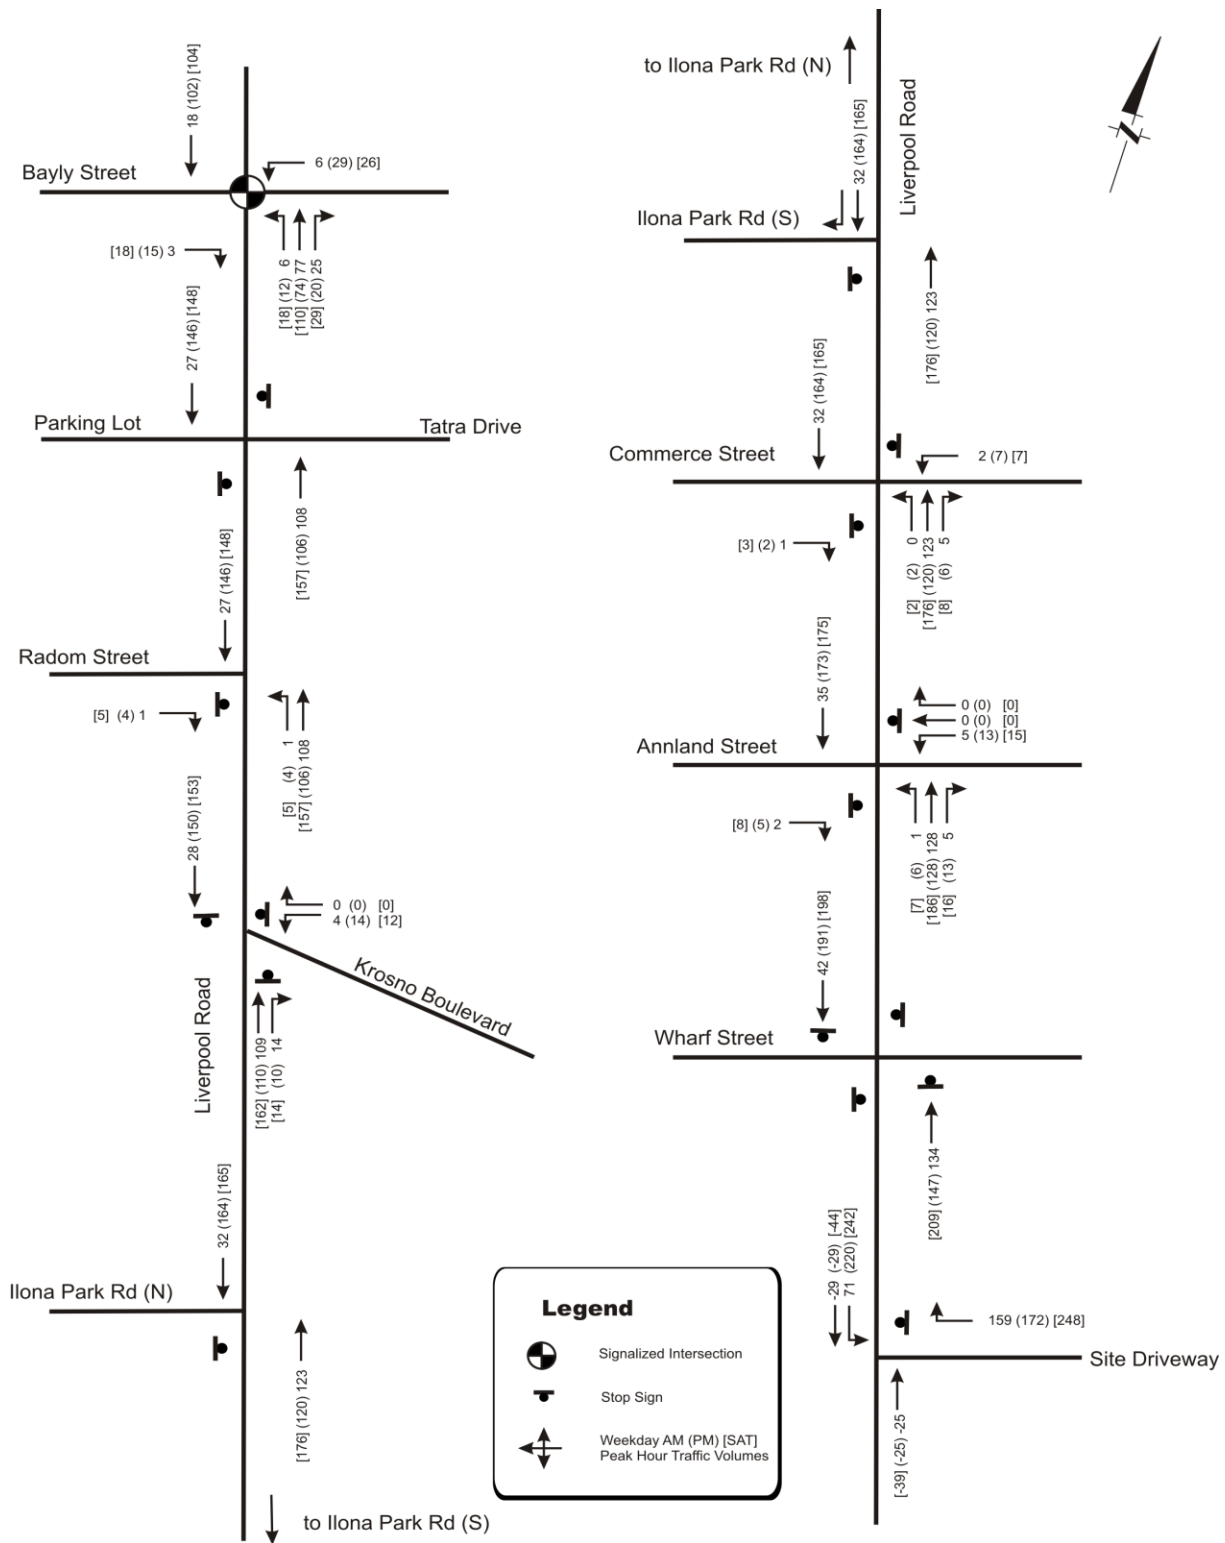 18 (102) [104]
6 (29) [26]
Bayly Street
[18] (15) 3
[18] (12) 6
[110] (74) 77
[29] (20) 25
27 (146) [148]
Parking Lot
Tatra Drive
27 (146) [148]
[157] (106) 108
Radom Street
[5] (4) 1
[5] (4) 1
[157] (106) 108
28 (150) [153]
0 (0) [0]
4 (14) [12]
Krosno Boulevard
Liverpool Road
[162] (110) 109
[14] (10) 14
32 (164) [165]
Ilona Park Rd (N)
[176] (120) 123
to Ilona Park Rd (S)
to Ilona Park Rd (N)
Liverpool Road
32 (164) [165]
Ilona Park Rd (S)
[176] (120) 123
32 (164) [165]
Commerce Street
2 (7) [7]
[3] (2) 1
[2] (2) 0
[176] (120) 123
[8] (6) 5
35 (173) [175]
0 (0) [0]
0 (0) [0]
5 (13) [15]
Annland Street
[8] (5) 2
[7] (6) 1
[186] (128) 128
[16] (13) 5
42 (191) [198]
Wharf Street
[209] (147) 134
-29 (-29) [-44]
71 (220) [242]
159 (172) [248]
Site Driveway
[-39] (-25) -25
Legend
Signalized Intersection
Stop Sign
Weekday AM (PM) [SAT]
Peak Hour Traffic Volumes
N